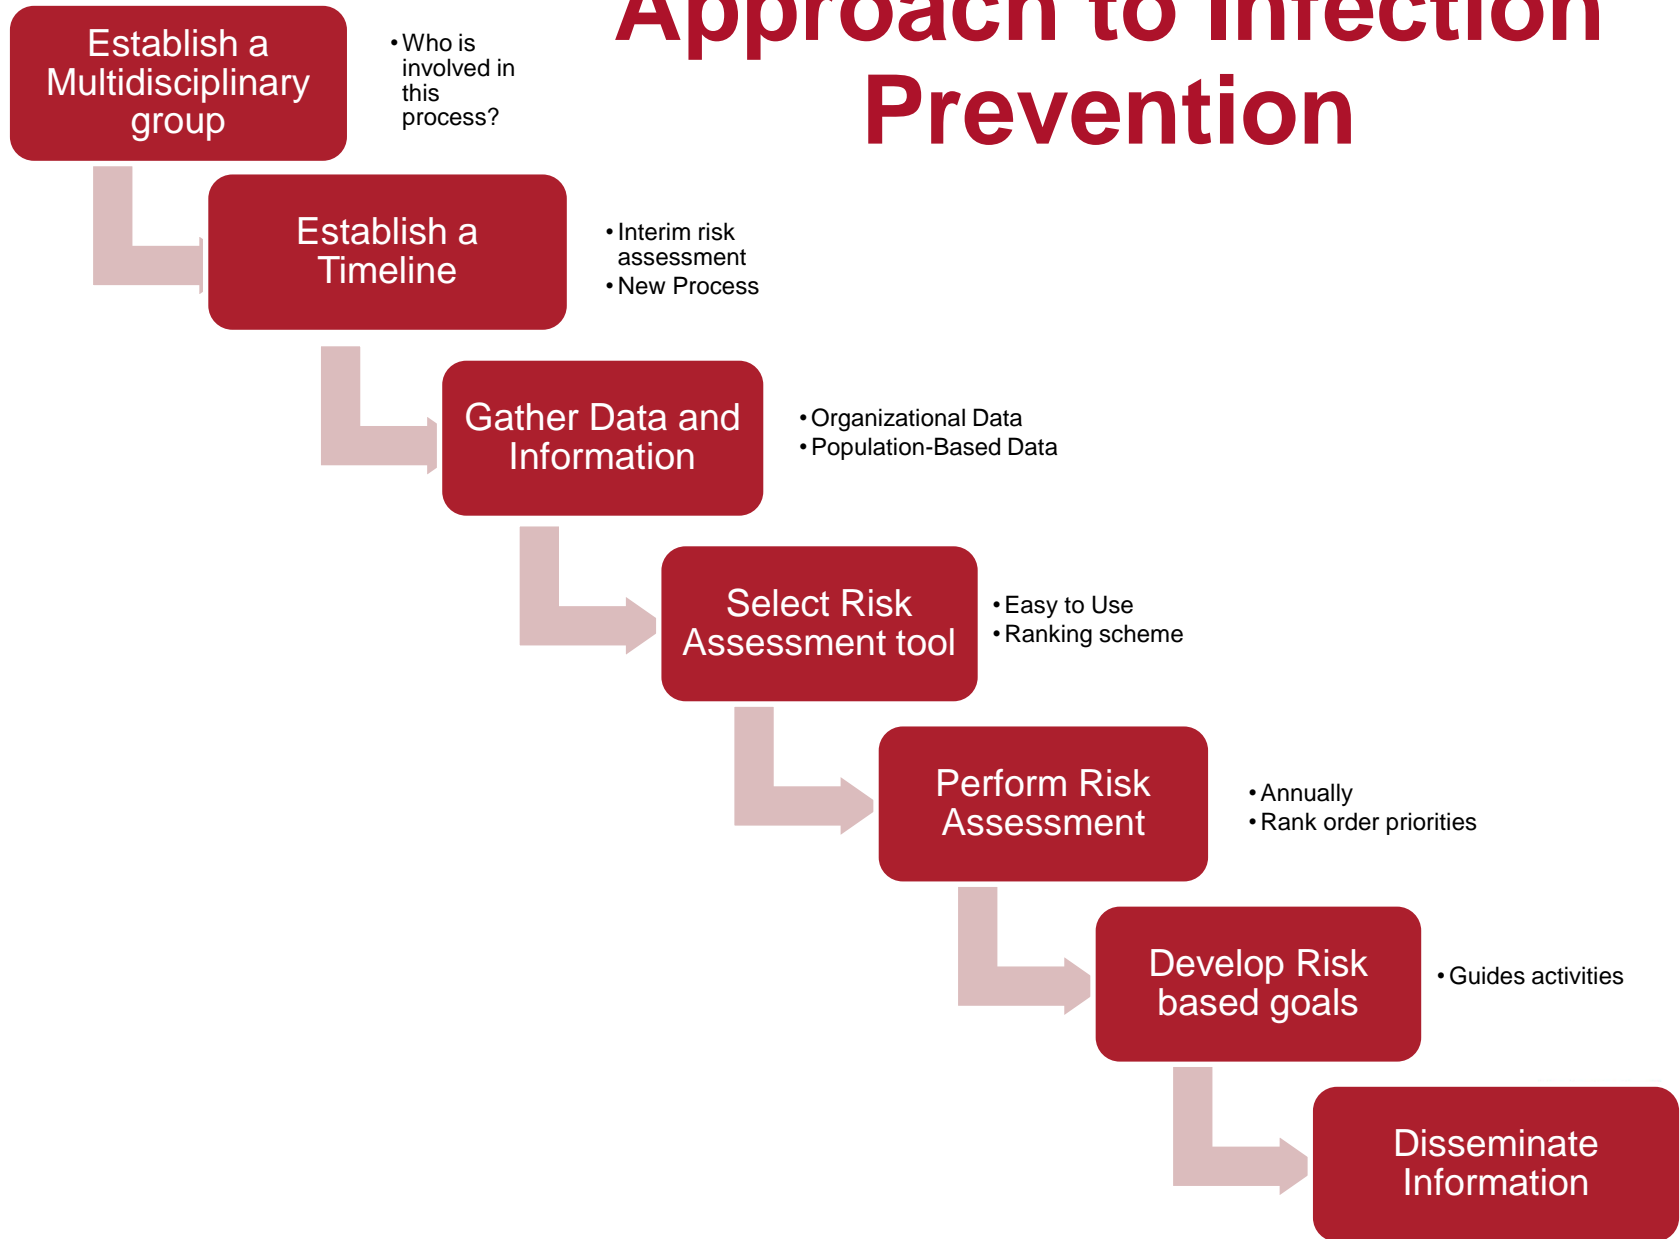 Approach to Infection
Prevention
Establish a
Multidisciplinary
group
•Who is
involved in
this
process?
Establish a
Timeline
•Interim risk
assessment
•New Process
Gather Data and
Information
•Organizational Data
•Population-Based Data
Select Risk
Assessment tool
•Easy to Use
•Ranking scheme
Perform Risk
Assessment
•Annually
•Rank order priorities
Develop Risk
based goals
•Guides activities
Disseminate
Information